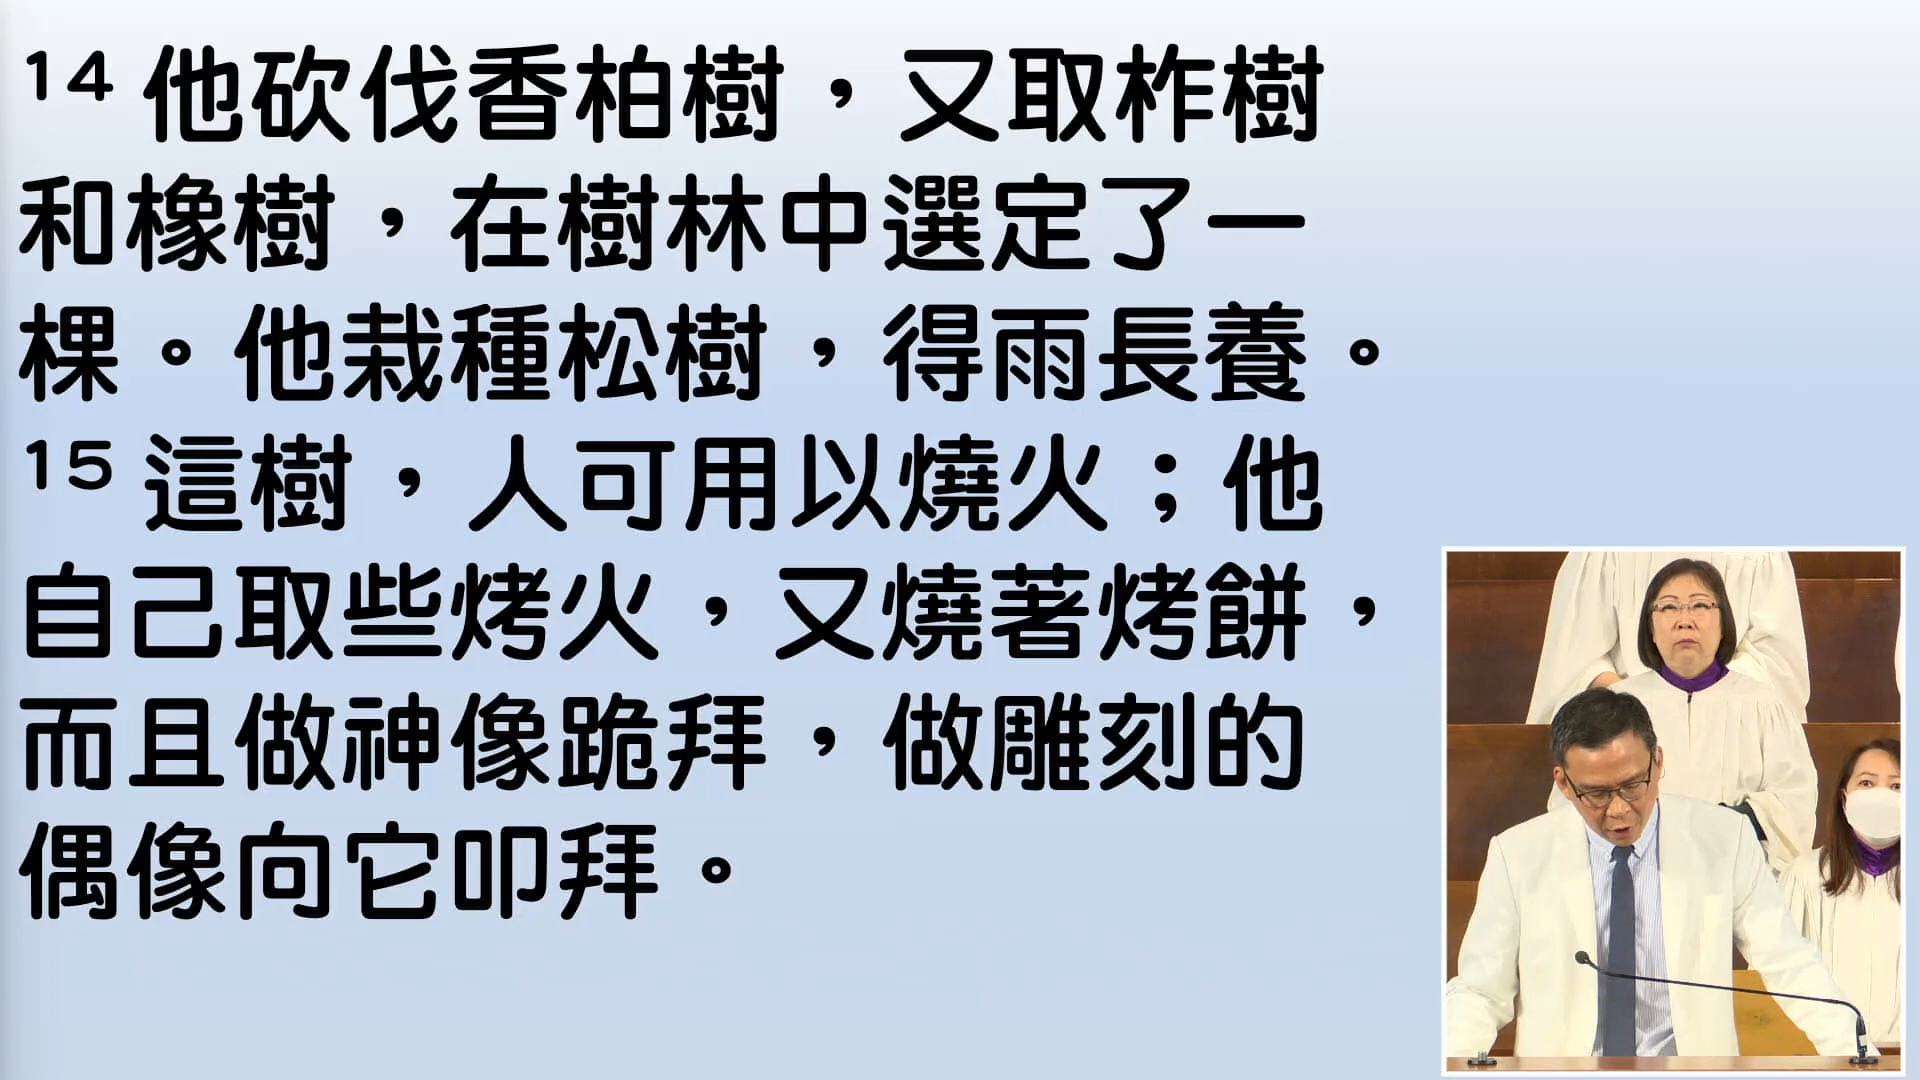 14 他砍伐香柏樹，又取柞樹
和橡樹，在樹林中選定了一
棵。他栽種松樹，得雨長養。
15 這樹，人可用以燒火；他
自己取些烤火，又燒著烤餅，
而且做神像跪拜，做雕刻的
偶像向它叩拜。